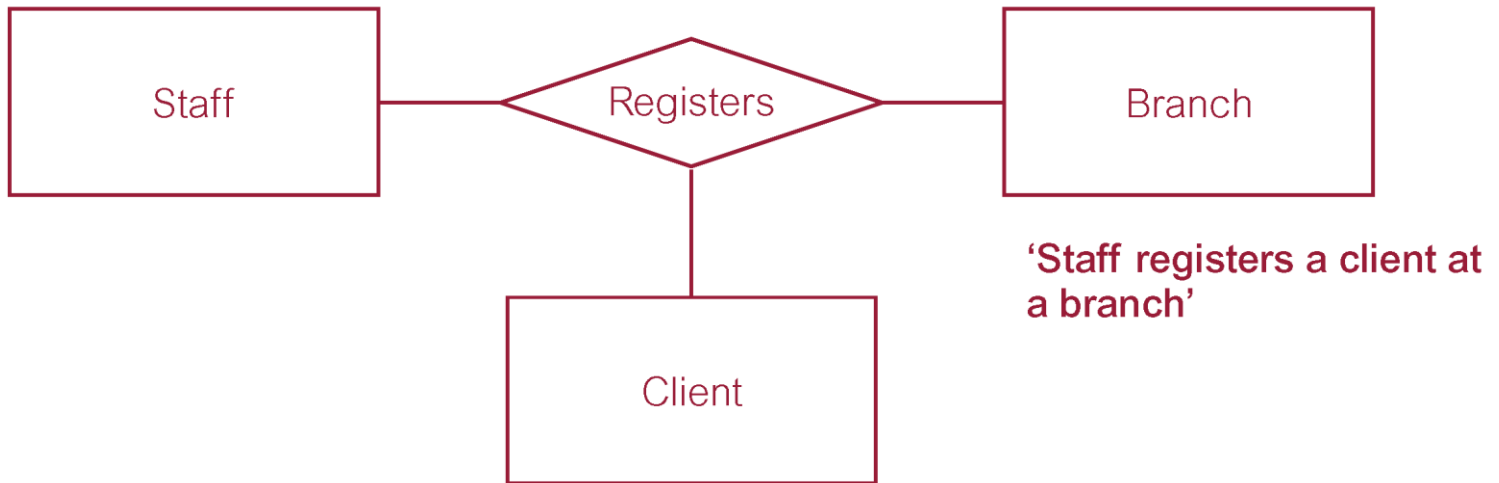 Staff
Registers
Branch
‘Staff registers a client at
a branch’
Client